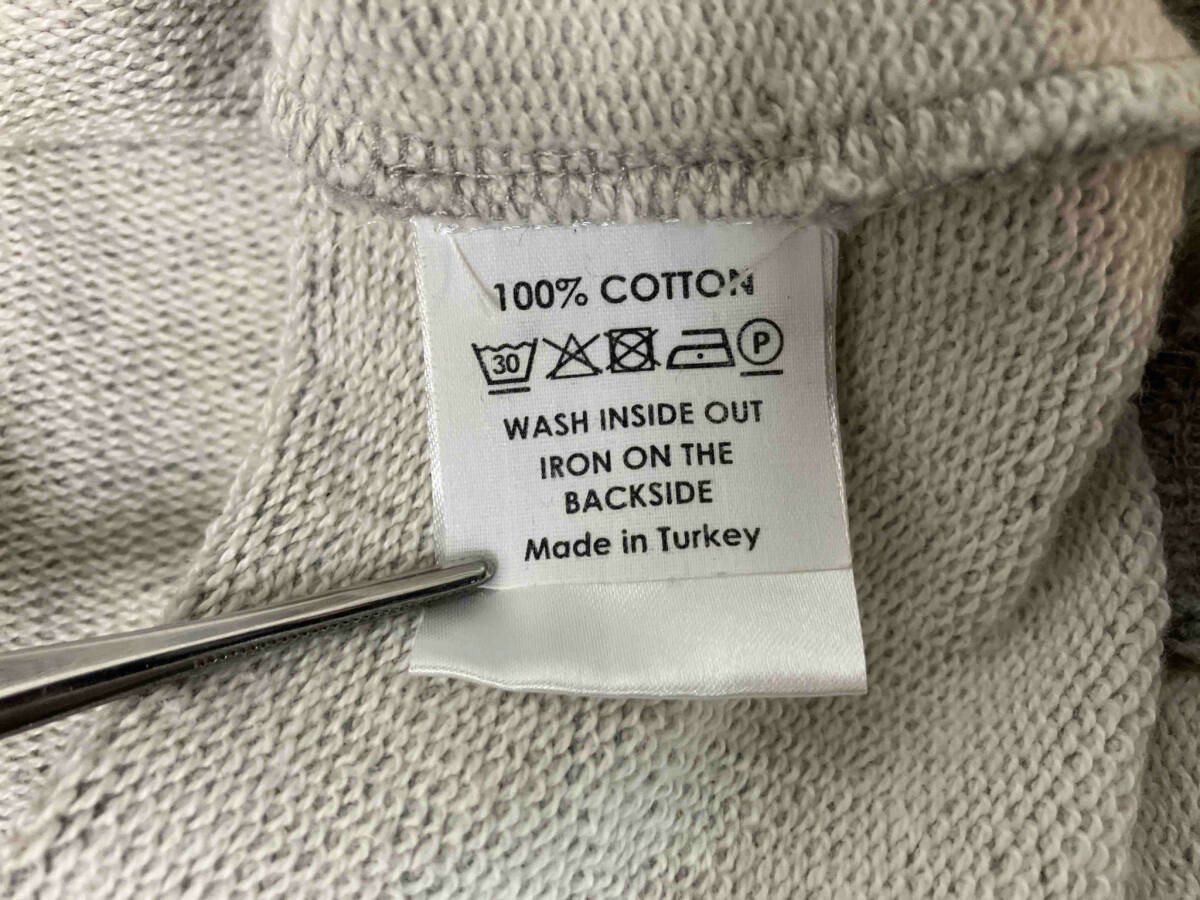 100% COTTON
30 P
WASH INSIDE OUT
IRON ON THE
BACKSIDE
Made in Turkey